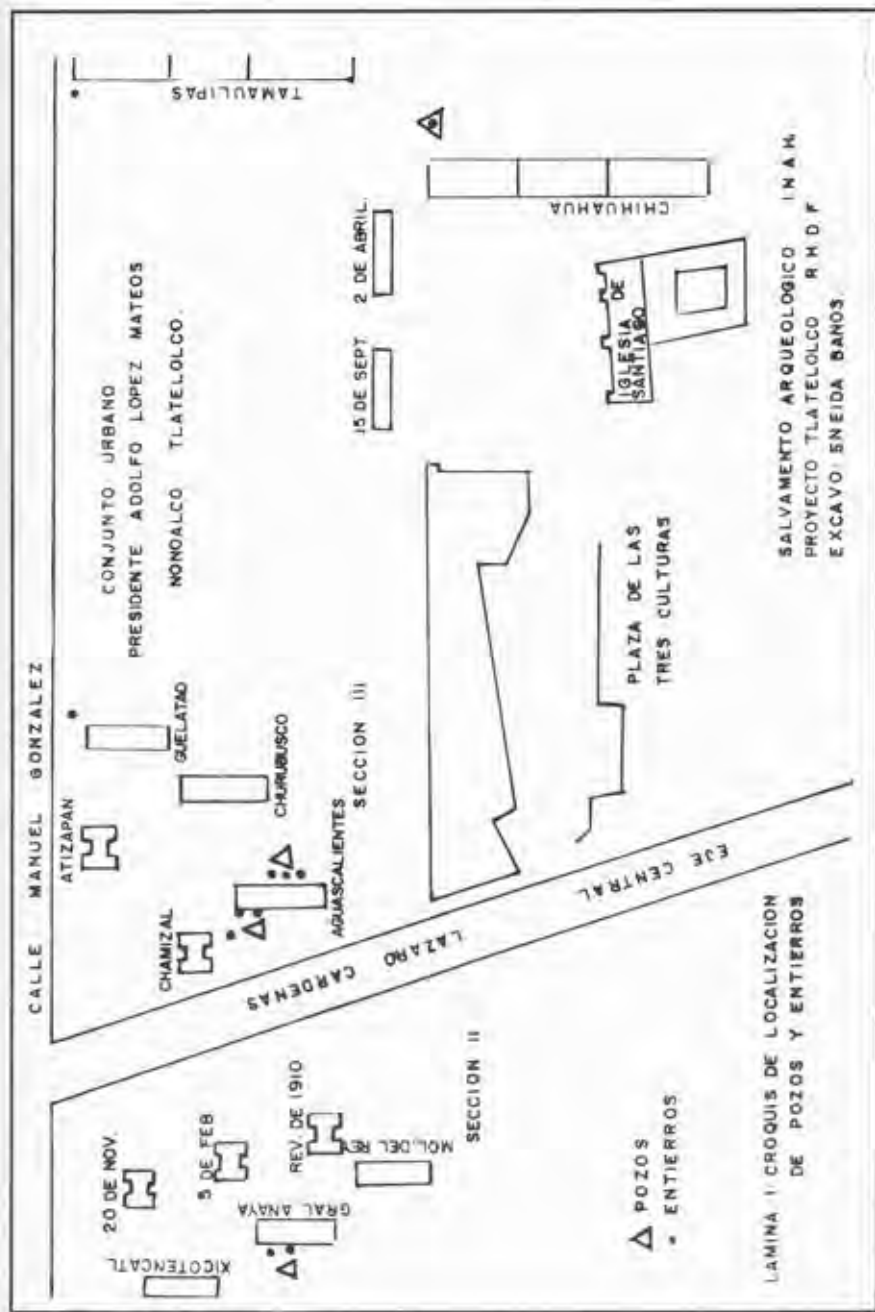 CALLE MANUEL GONZALEZ
CONJUNTO URBANO
PRESIDENTE ADOLFO LOPEZ MATEOS
NONOALCO TLATELOLCO.
TAMAULIPAS
ATIZAPAN
GUELATAO
CHURUBUSCO
CHAMIZAL
AGUASCALIENTES
SECCION III
15 DE SEPT.
2 DE ABRIL.
CHIHUAHUA
IGLESIA DE
SANTIAGO
PLAZA DE LAS
TRES CULTURAS
EJE CENTRAL
LAZARO CARDENAS
20 DE NOV.
5 DE FEB.
REV. DE 1910
MOL. DEL REY
GRAL ANAYA
XICOTENCATL
SECCION II
POZOS
ENTIERROS
LAMINA I CROQUIS DE LOCALIZACION
DE POZOS Y ENTIERROS
SALVAMENTO ARQUEOLOGICO I.N.A.H.
PROYECTO TLATELOLCO R.H.D.F.
EXCAVO: ENEIDA BAÑOS.